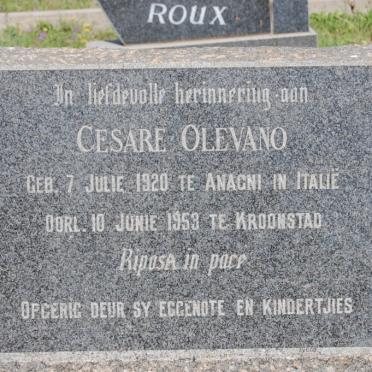 ROUX
In liefdevolle herinnering aan
CESARE OLEVANO
GEB. 7 JULIE 1920 TE ANAGNI IN ITALIË
OORL. 10 JUNIE 1953 TE KROONSTAD
Riposa in pace
OPGERIG DEUR SY EGGENOTE EN KINDERTJIES